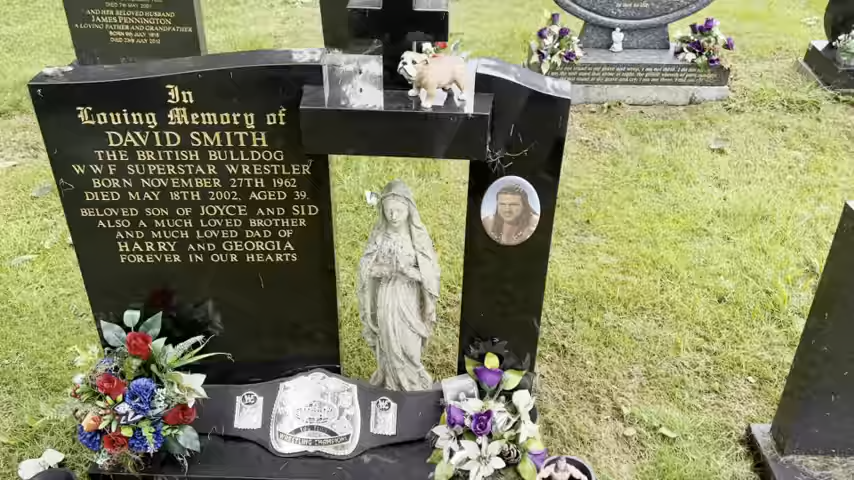 AND HER BELOVED HUSBAND
JAMES PENNINGTON
A LOVING FATHER AND GRANDFATHER
In
Loving Memory of
DAVID SMITH
THE BRITISH BULLDOG
WWF SUPERSTAR WRESTLER
BORN NOVEMBER 27TH 1962
DIED MAY 18TH 2002, AGED 39.
BELOVED SON OF JOYCE AND SID
ALSO A MUCH LOVED BROTHER
AND MUCH LOVED DAD OF
HARRY AND GEORGIA
FOREVER IN OUR HEARTS
WRESTLING CHAMPION